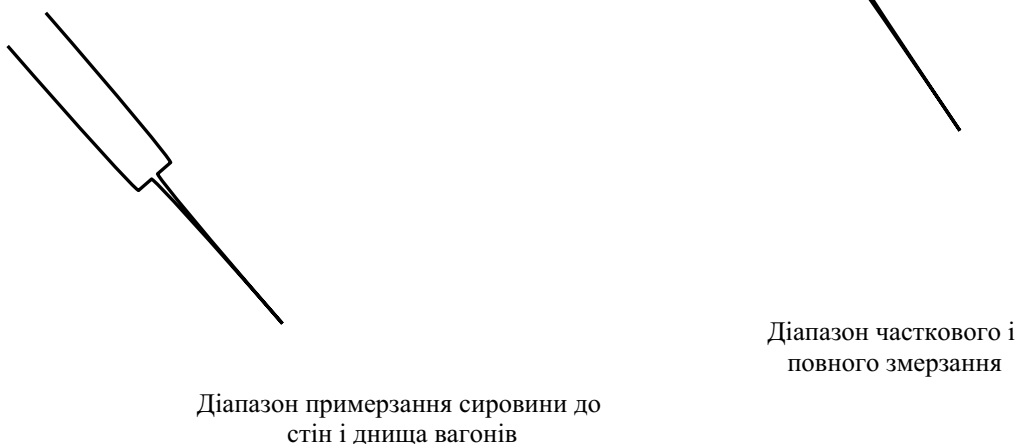 Діапазон часткового і
повного змерзання
Діапазон примерзання сировини до
стін і днища вагонів